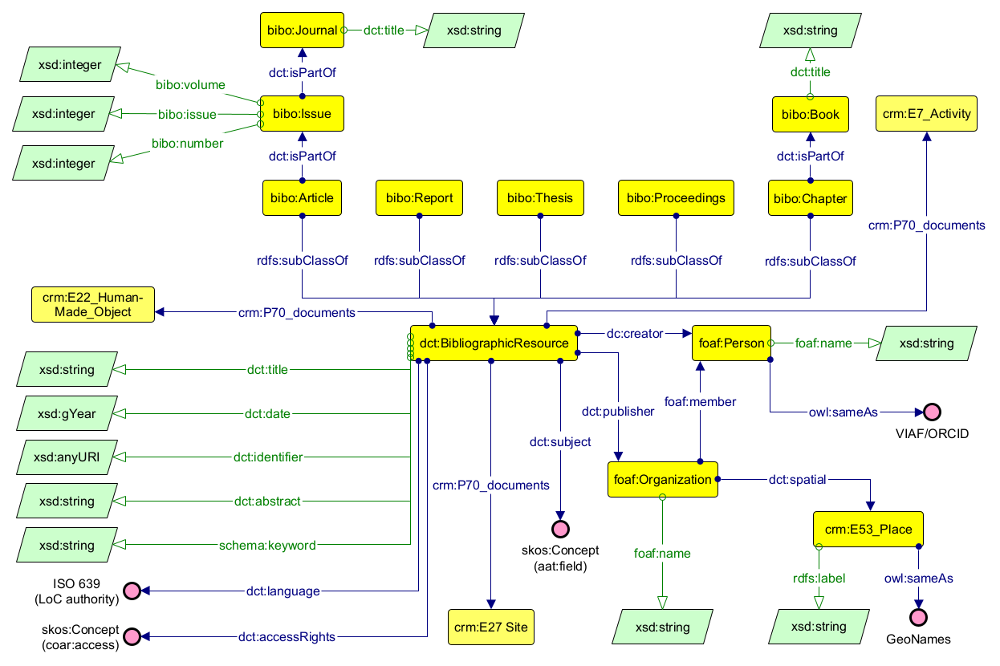 bibo:Journal
dct:title
xsd:string
xsd:string
xsd:integer
dct:isPartOf
dct:title
bibo:volume
xsd:integer
bibo:issue
bibo:Issue
bibo:Book
crm:E7_Activity
bibo:number
xsd:integer
dct:isPartOf
dct:isPartOf
bibo:Article
bibo:Report
bibo:Thesis
bibo:Proceedings
bibo:Chapter
crm:P70_documents
rdfs:subClassOf
rdfs:subClassOf
rdfs:subClassOf
rdfs:subClassOf
rdfs:subClassOf
crm:E22_Human-
Made_Object
crm:P70_documents
dct:BibliographicResource
dc:creator
foaf:Person
foaf:name
xsd:string
xsd:string
dct:title
foaf:member
dct:publisher
owl:sameAs
VIAF/ORCID
xsd:gYear
dct:date
dct:subject
xsd:anyURI
dct:identifier
crm:P70_documents
foaf:Organization
dct:spatial
xsd:string
dct:abstract
crm:E53_Place
xsd:string
schema:keyword
skos:Concept
(aat:field)
foaf:name
rdfs:label
owl:sameAs
ISO 639
(LoC authority)
dct:language
skos:Concept
(coar:access)
dct:accessRights
crm:E27 Site
xsd:string
xsd:string
GeoNames